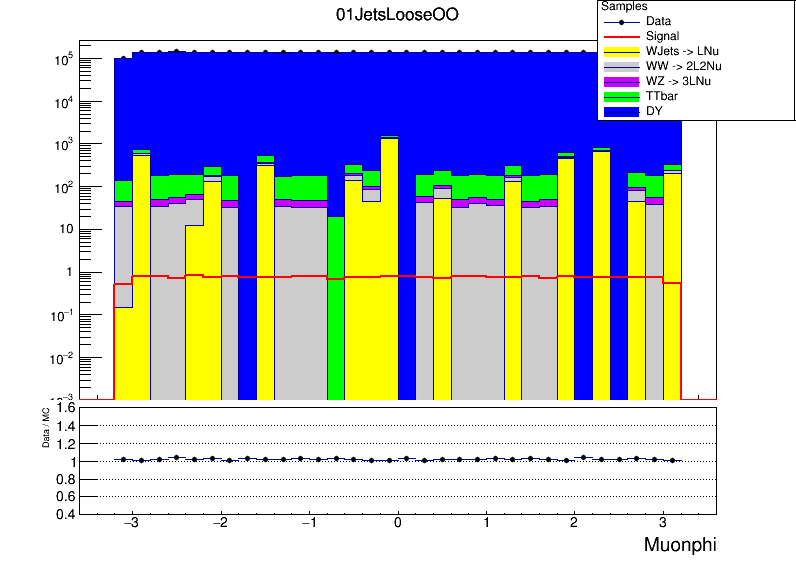 01JetsLooseOO
Samples
Data
Signal
WJets -> LNu
WW -> 2L2Nu
WZ -> 3LNu
TTbar
DY
10^5
10^4
10^3
10^2
10
1
10^−1
10^−2
10^−3
Data / MC
1.6
1.4
1.2
1
0.8
0.6
0.4
−3 −2 −1 0 1 2 3
Muonphi